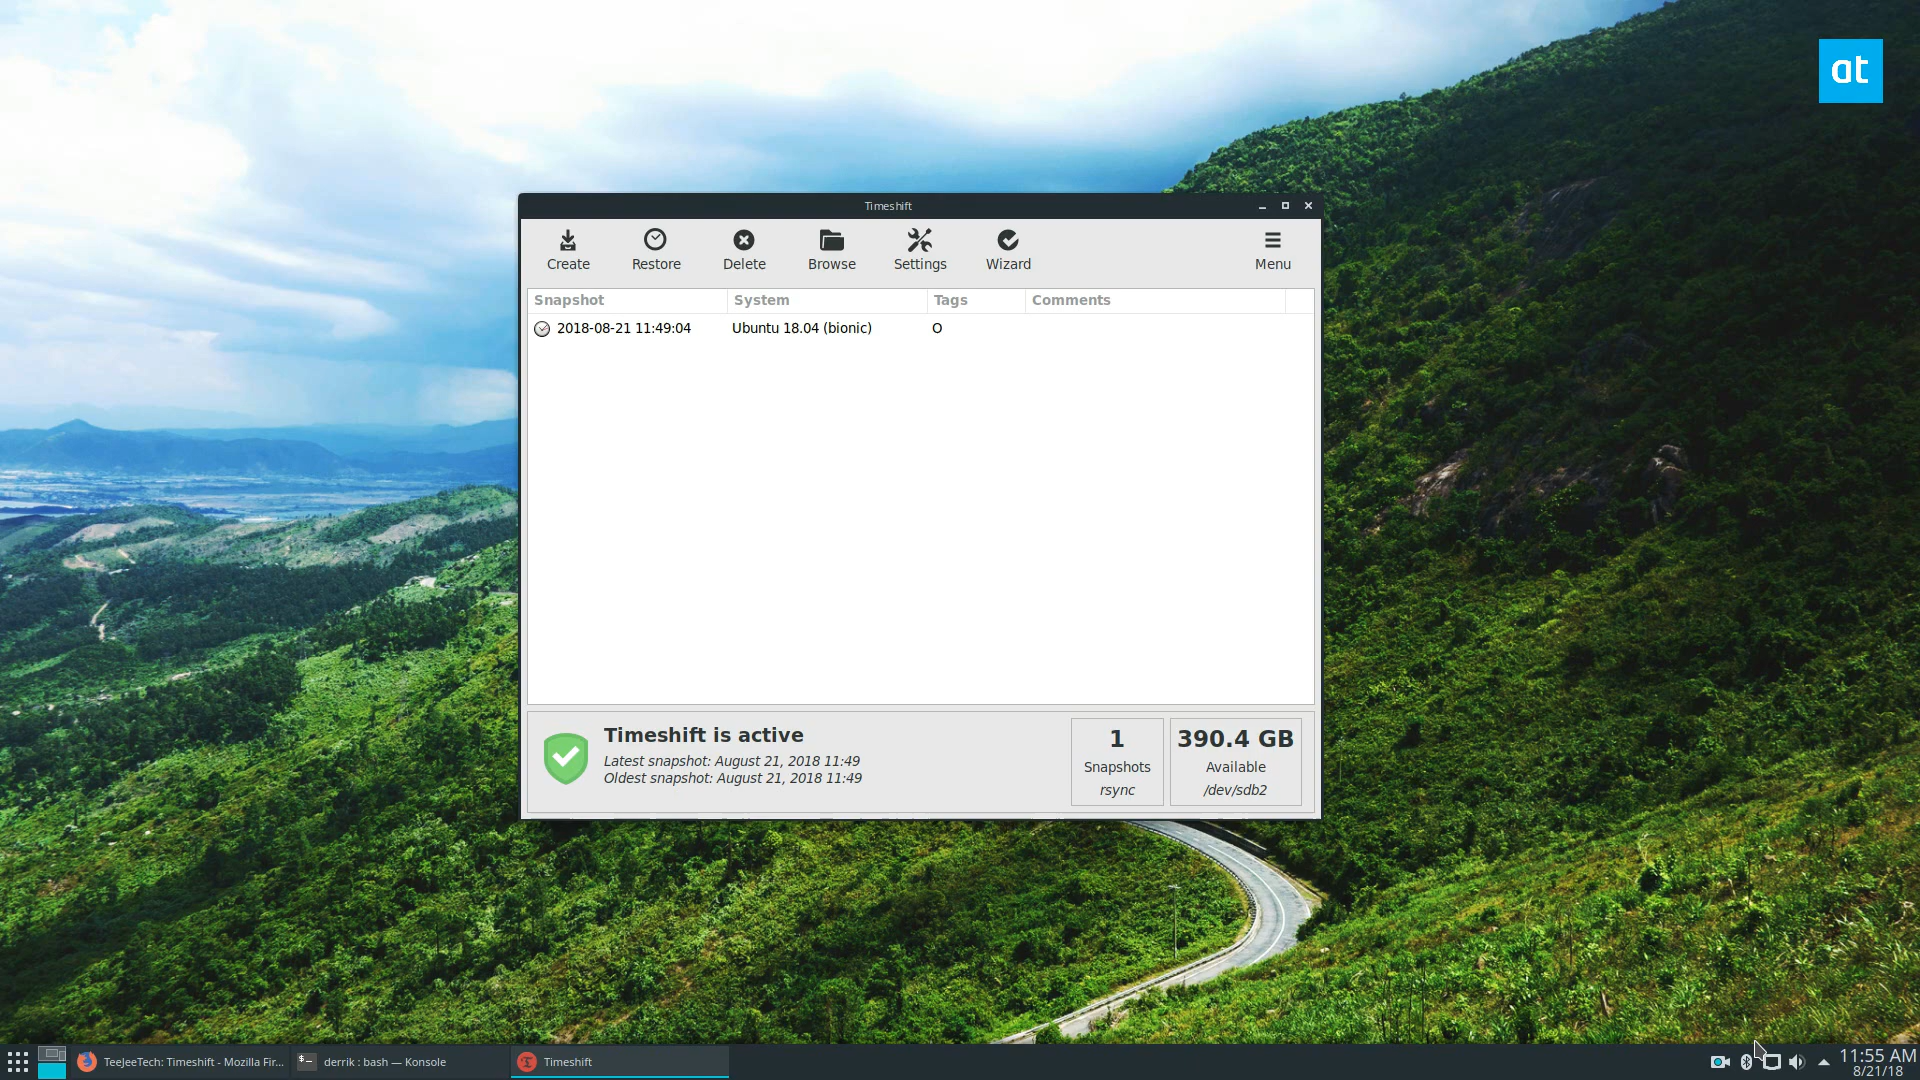 at
Timeshift
Create Restore Delete Browse Settings Wizard Menu
Snapshot System Tags Comments
2018-08-21 11:49:04 Ubuntu 18.04 (bionic) O
Timeshift is active
Latest snapshot: August 21, 2018 11:49
Oldest snapshot: August 21, 2018 11:49
1
Snapshots
rsync
390.4 GB
Available
/dev/sdb2
TeeJeeTech: Timeshift - Mozilla Fir...
derrik : bash — Konsole
Timeshift
11:55 AM
8/21/18